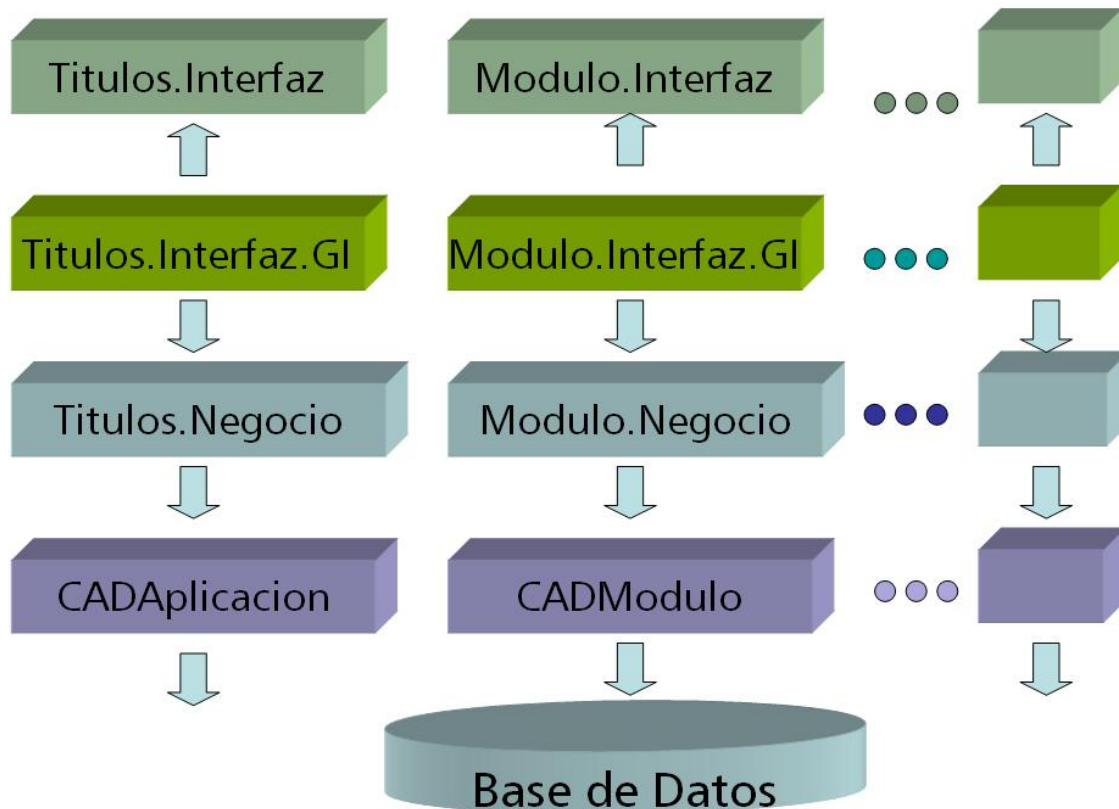 Titulos.Interfaz
Modulo.Interfaz
Titulos.Interfaz.GI
Modulo.Interfaz.GI
Titulos.Negocio
Modulo.Negocio
CADAplicacion
CADModulo
Base de Datos